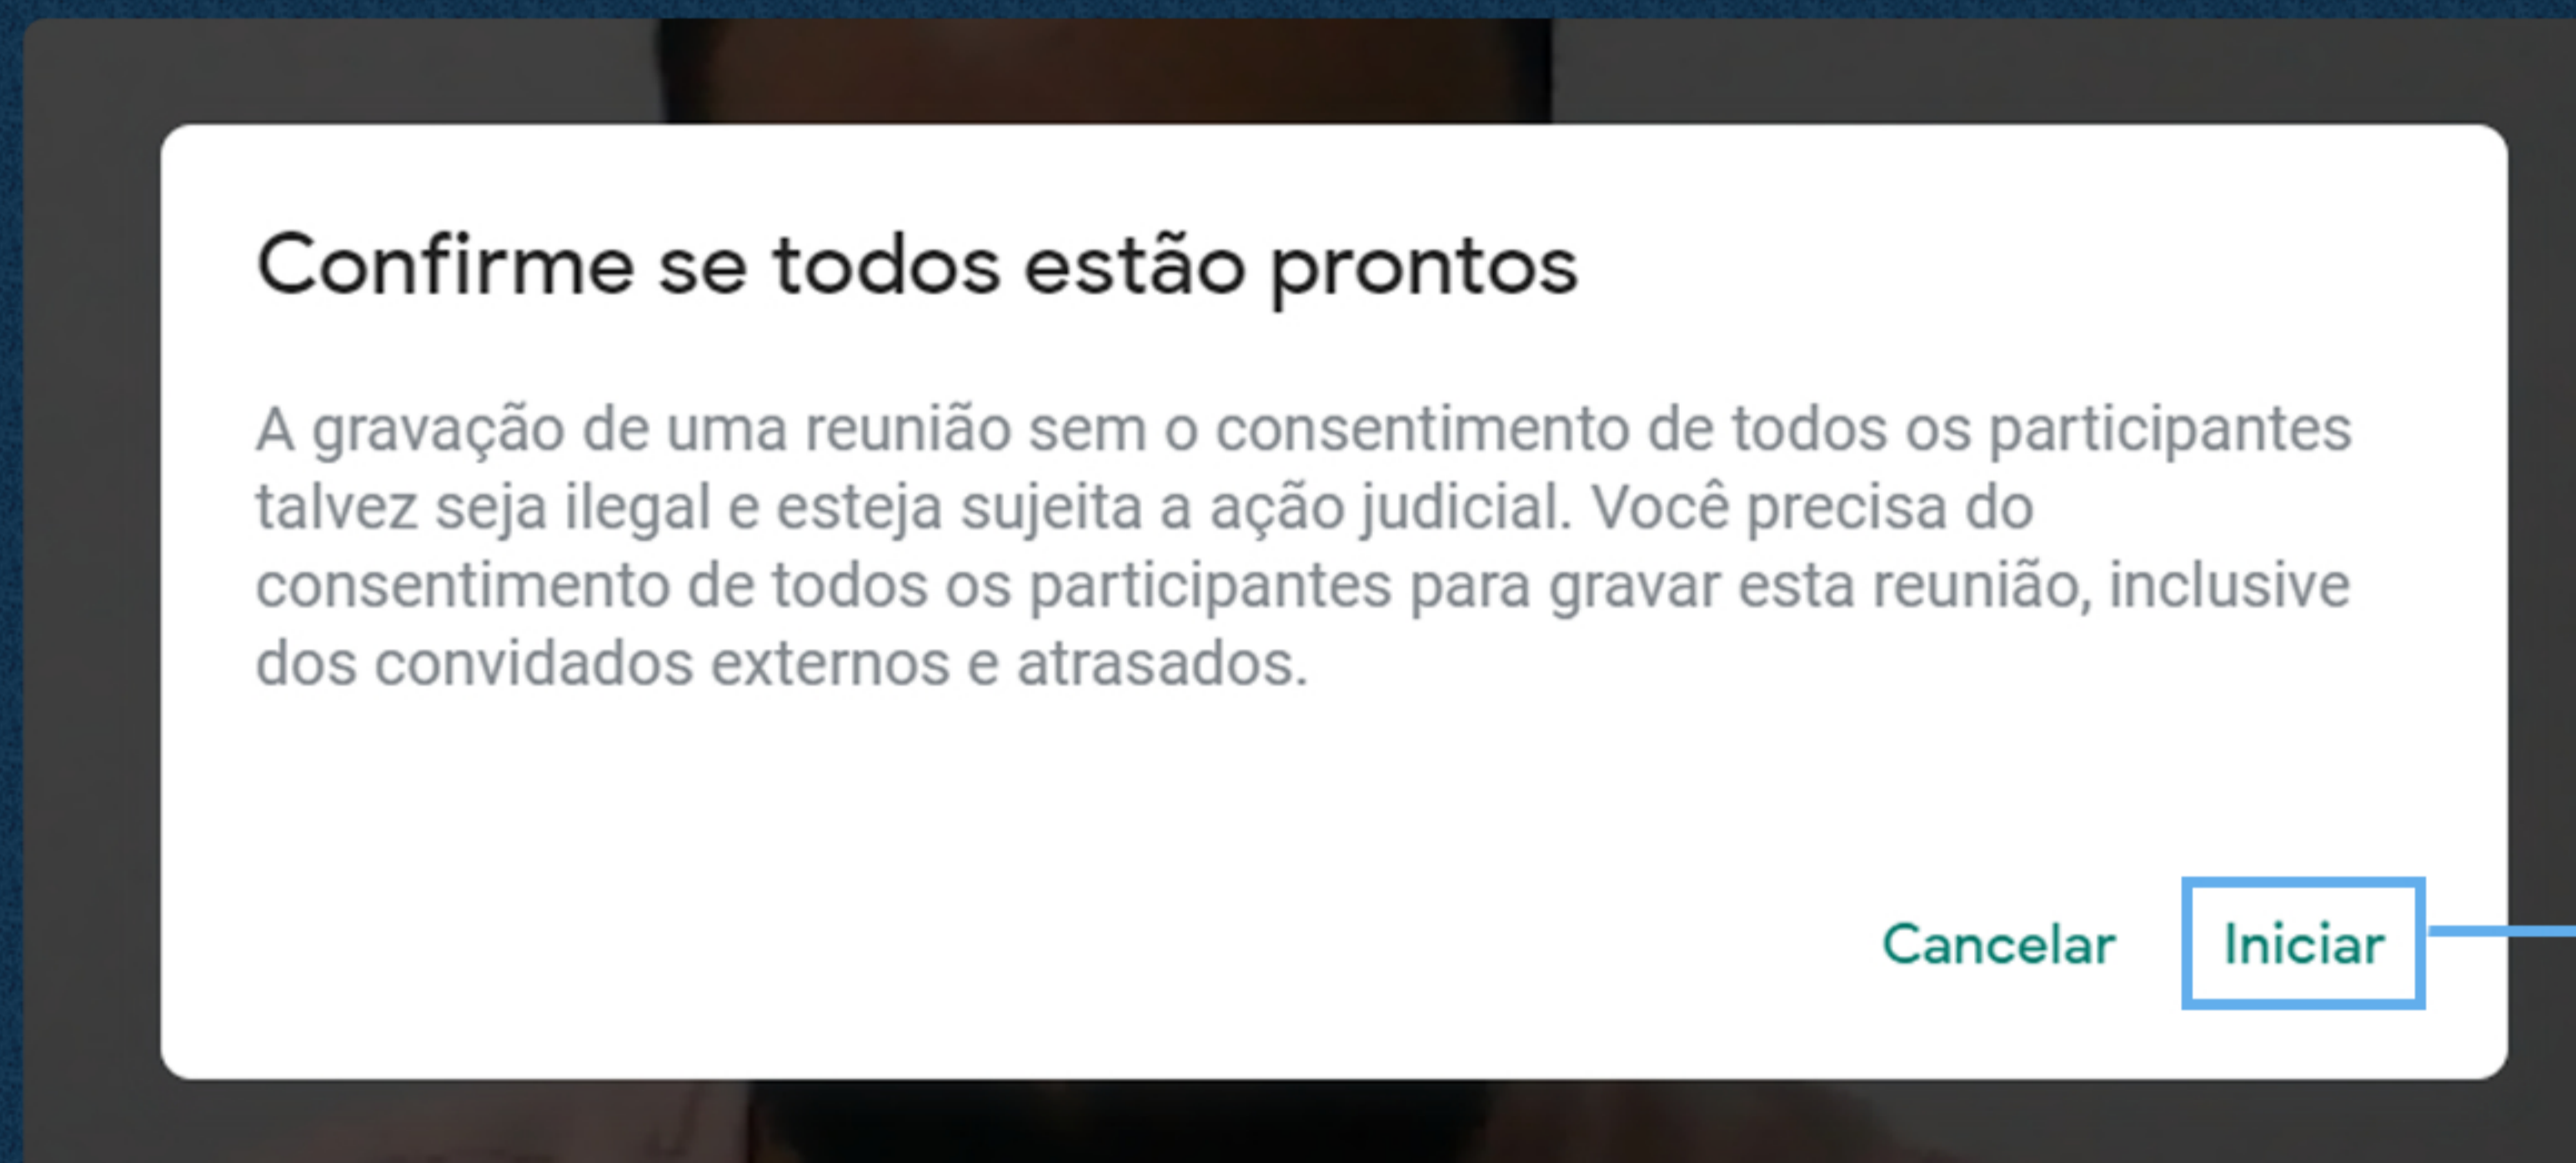 Confirme se todos estão prontos
A gravação de uma reunião sem o consentimento de todos os participantes
talvez seja ilegal e esteja sujeita a ação judicial. Você precisa do
consentimento de todos os participantes para gravar esta reunião, inclusive
dos convidados externos e atrasados.
Cancelar Iniciar